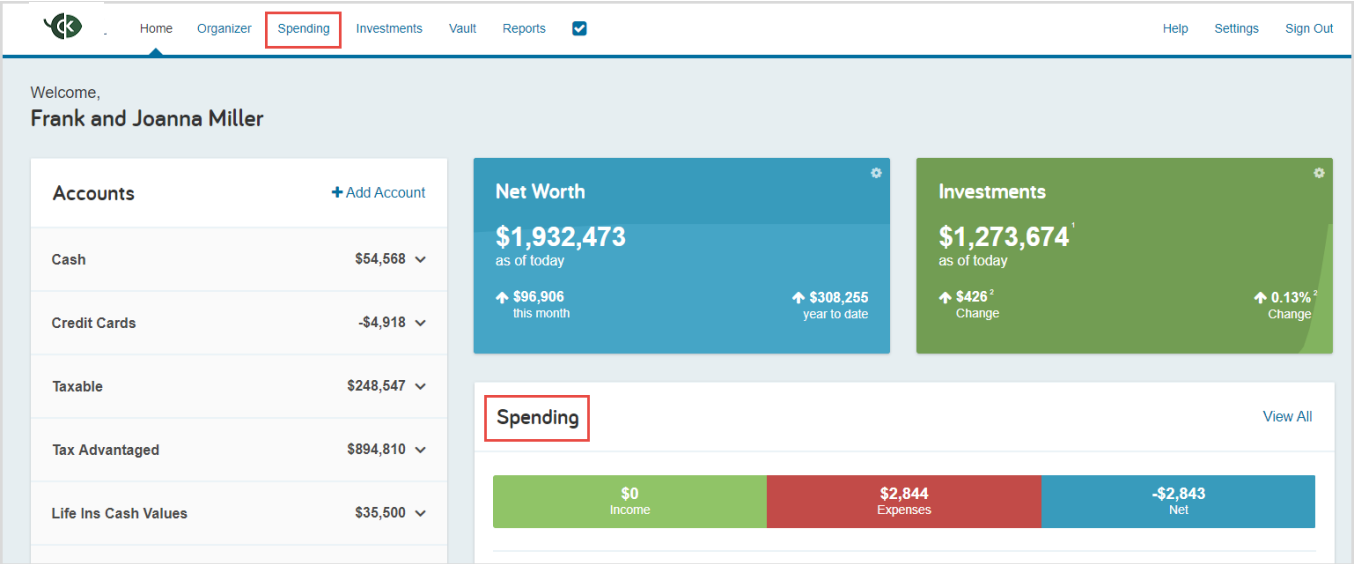 CK
Home Organizer Spending Investments Vault Reports Help Settings Sign Out
Welcome,
Frank and Joanna Miller
Accounts + Add Account
Cash $54,568
Credit Cards -$4,918
Taxable $248,547
Tax Advantaged $894,810
Life Ins Cash Values $35,500
Net Worth
$1,932,473
as of today
$96,906 $308,255
this month year to date
Investments
$1,273,674 1
as of today
$426 2 0.13% 2
Change Change
Spending View All
$0 $2,844 -$2,843
Income Expenses Net